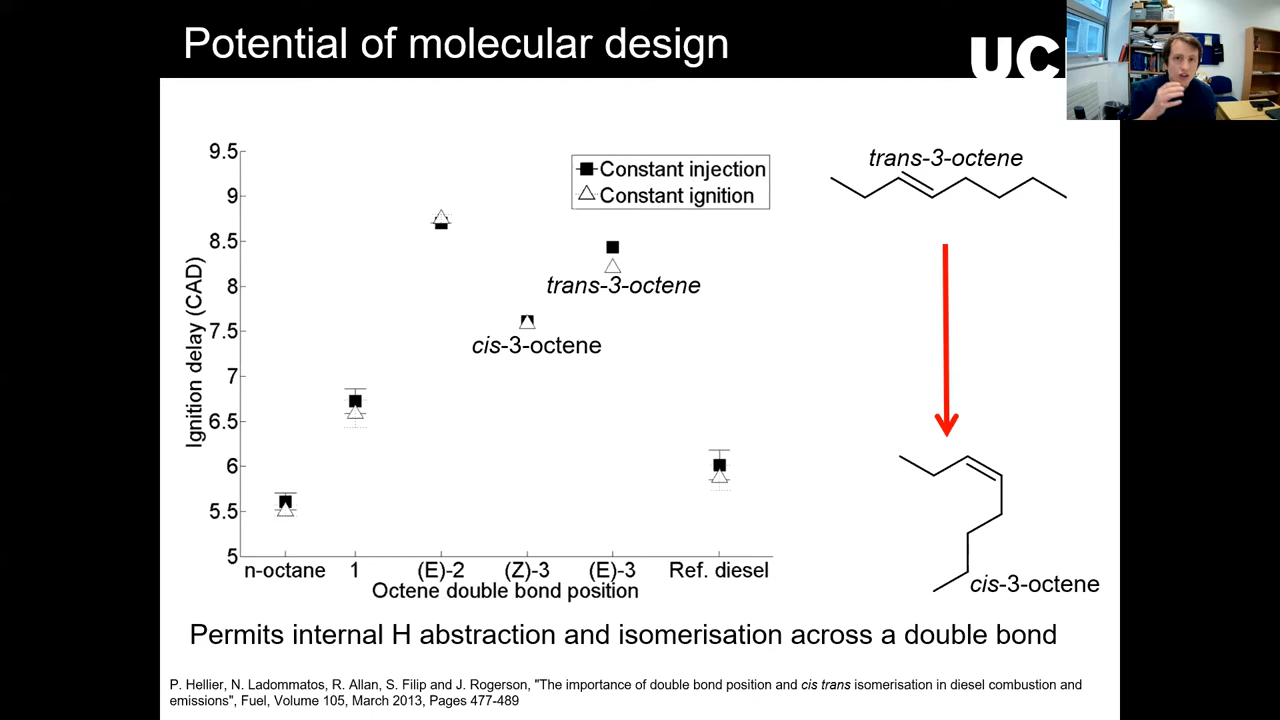 Potential of molecular design
UC
9.5
9
8.5
8
7.5
7
6.5
6
5.5
5
Ignition delay (CAD)
Constant injection
Constant ignition
trans-3-octene
cis-3-octene
n-octane 1 (E)-2 (Z)-3 (E)-3 Ref. diesel
Octene double bond position
trans-3-octene
cis-3-octene
Permits internal H abstraction and isomerisation across a double bond
P. Hellier, N. Ladommatos, R. Allan, S. Filip and J. Rogerson, "The importance of double bond position and cis trans isomerisation in diesel combustion and
emissions", Fuel, Volume 105, March 2013, Pages 477-489